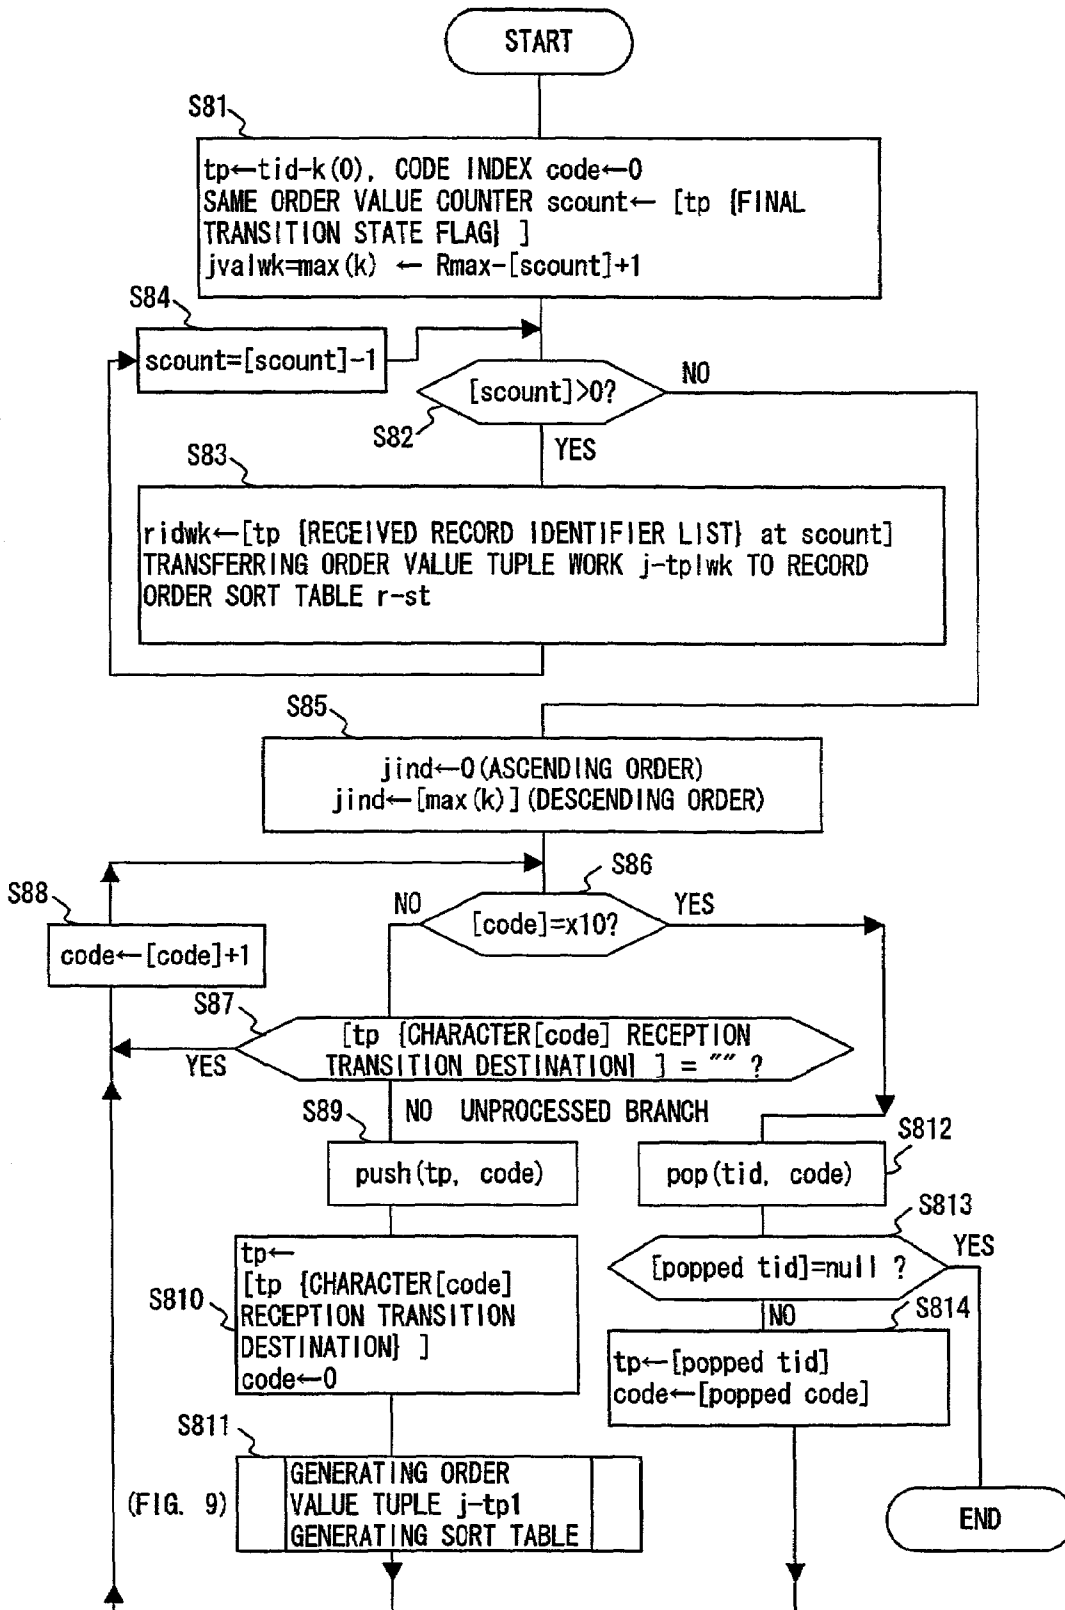 START
S81
tp←tid-k(0), CODE INDEX code←0
SAME ORDER VALUE COUNTER scount← [tp {FINAL
TRANSITION STATE FLAG} ]
jvalwk=max(k) ← Rmax-[scount]+1
S84
scount=[scount]-1
[scount]>0?
NO
S82
YES
S83
ridwk←[tp {RECEIVED RECORD IDENTIFIER LIST} at scount]
TRANSFERRING ORDER VALUE TUPLE WORK j-tplwk TO RECORD
ORDER SORT TABLE r-st
S85
jind←0(ASCENDING ORDER)
jind←[max(k)](DESCENDING ORDER)
S86
S88
NO
[code]=x10?
YES
code←[code]+1
S87
[tp {CHARACTER[code] RECEPTION
TRANSITION DESTINATION} ] = "" ?
YES
S89
NO UNPROCESSED BRANCH
S812
push(tp, code)
pop(tid, code)
S813
tp←
[tp {CHARACTER[code]
RECEPTION TRANSITION
DESTINATION} ]
code←0
S810
[popped tid]=null ?
YES
NO
S814
tp←[popped tid]
code←[popped code]
S811
(FIG. 9)
GENERATING ORDER
VALUE TUPLE j-tp1
GENERATING SORT TABLE
END